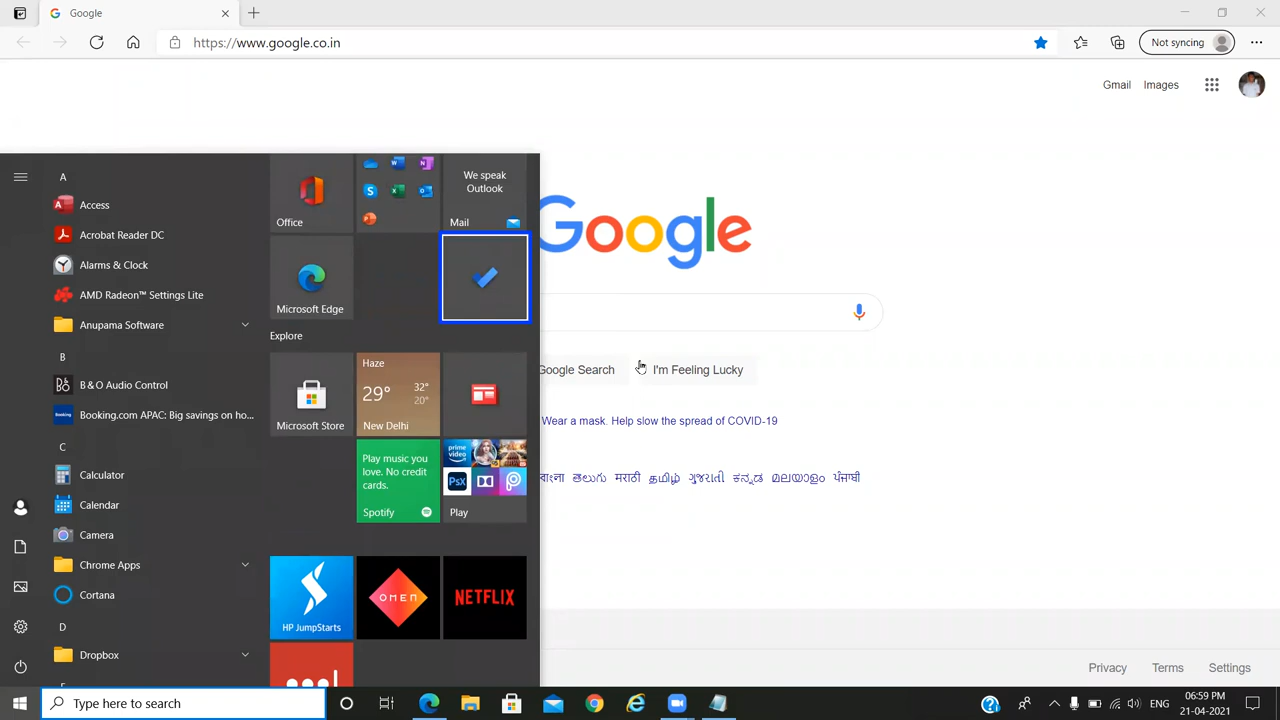 Google
https://www.google.co.in
Not syncing
Gmail
Images
Google
Google Search
I'm Feeling Lucky
Wear a mask. Help slow the spread of COVID-19
বাংলা తెలుగు मराठी தமிழ் ગુજરાતી ಕನ್ನಡ മലയാളം ਪੰਜਾਬੀ
Privacy
Terms
Settings
A
Access
Acrobat Reader DC
Alarms & Clock
AMD Radeon™ Settings Lite
Anupama Software
B
B&O Audio Control
Booking.com APAC: Big savings on ho...
C
Calculator
Calendar
Camera
Chrome Apps
Cortana
D
Dropbox
Office
We speak
Outlook
Mail
Microsoft Edge
Explore
Microsoft Store
Haze
29° 32°
20°
New Delhi
Play music you
love. No credit
cards.
Spotify
prime
video
PsX
Play
HP JumpStarts
OMEN
NETFLIX
Type here to search
ENG
06:59 PM
21-04-2021